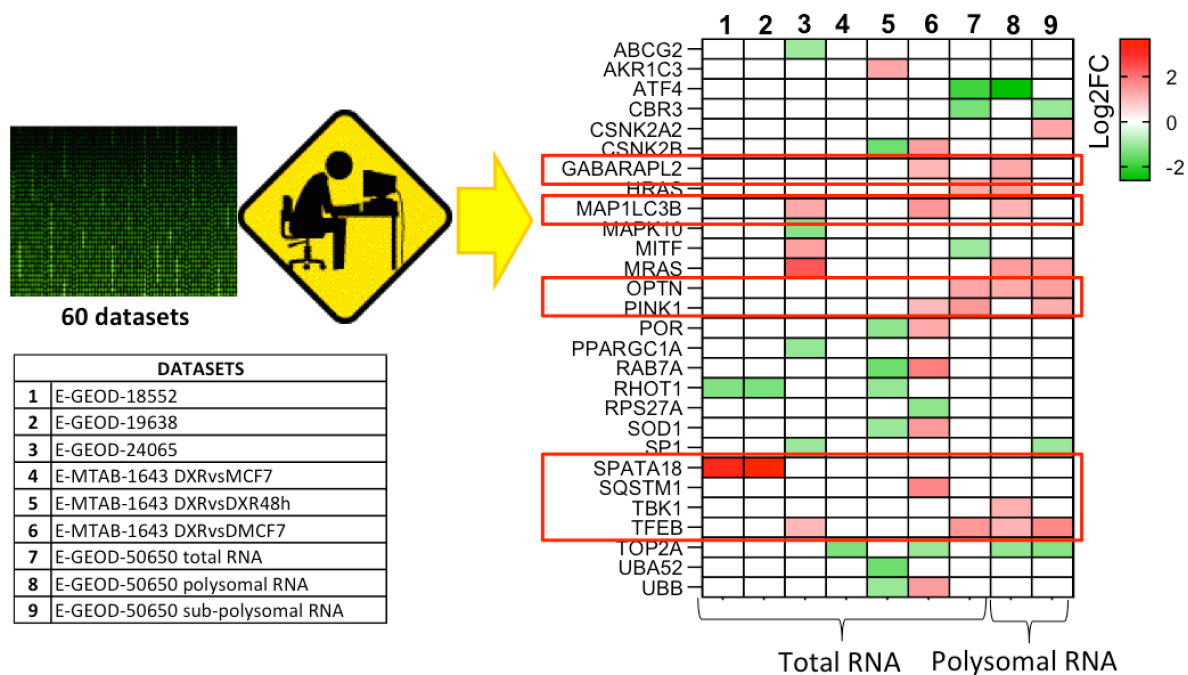 60 datasets
DATASETS
1 E-GEOD-18552
2 E-GEOD-19638
3 E-GEOD-24065
4 E-MTAB-1643 DXRvsMCF7
5 E-MTAB-1643 DXRvsDXR48h
6 E-MTAB-1643 DXRvsDMCF7
7 E-GEOD-50650 total RNA
8 E-GEOD-50650 polysomal RNA
9 E-GEOD-50650 sub-polysomal RNA
1 2 3 4 5 6 7 8 9
ABCG2
AKR1C3
ATF4
CBR3
CSNK2A2
CSNK2B
GABARAPL2
HRAS
MAP1LC3B
MAPK10
MITF
MRAS
OPTN
PINK1
POR
PPARGC1A
RAB7A
RHOT1
RPS27A
SOD1
SP1
SPATA18
SQSTM1
TBK1
TFEB
TOP2A
UBA52
UBB
Total RNA Polysomal RNA
Log2FC
2
0
-2